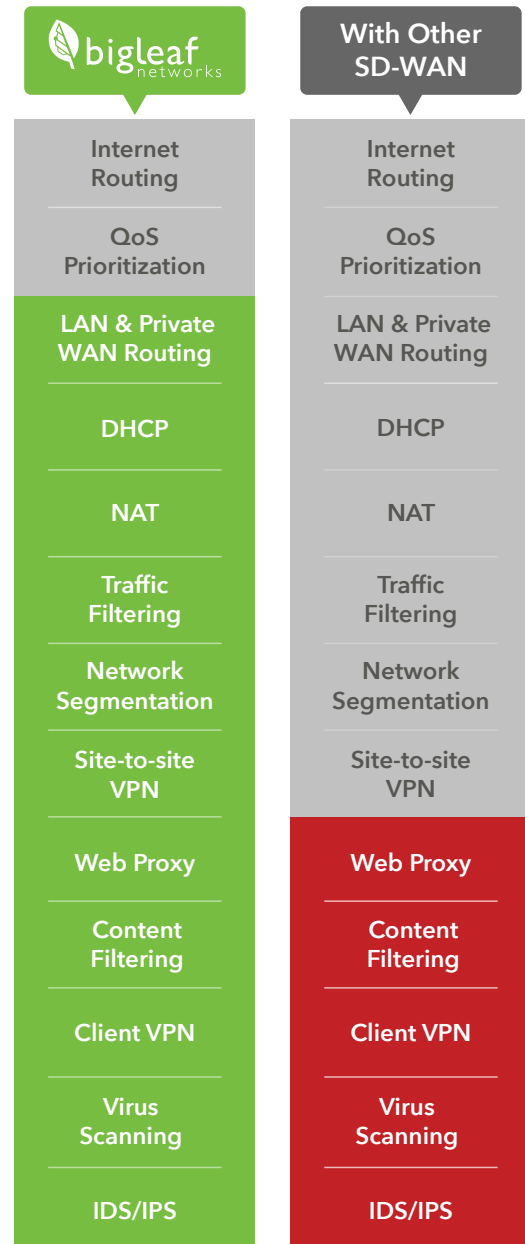 bigleaf
networks
Internet
Routing
QoS
Prioritization
LAN & Private
WAN Routing
DHCP
NAT
Traffic
Filtering
Network
Segmentation
Site-to-site
VPN
Web Proxy
Content
Filtering
Client VPN
Virus
Scanning
IDS/IPS
With Other
SD-WAN
Internet
Routing
QoS
Prioritization
LAN & Private
WAN Routing
DHCP
NAT
Traffic
Filtering
Network
Segmentation
Site-to-site
VPN
Web Proxy
Content
Filtering
Client VPN
Virus
Scanning
IDS/IPS